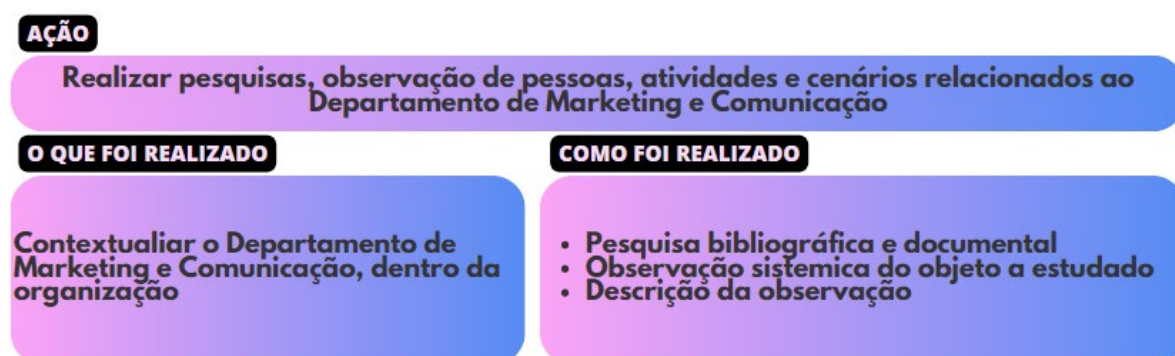 AÇÃO
Realizar pesquisas, observação de pessoas, atividades e cenários relacionados ao
Departamento de Marketing e Comunicação
O QUE FOI REALIZADO
Contextualiar o Departamento de
Marketing e Comunicação, dentro da
organização
COMO FOI REALIZADO
• Pesquisa bibliográfica e documental
• Observação sistemica do objeto a estudado
• Descrição da observação